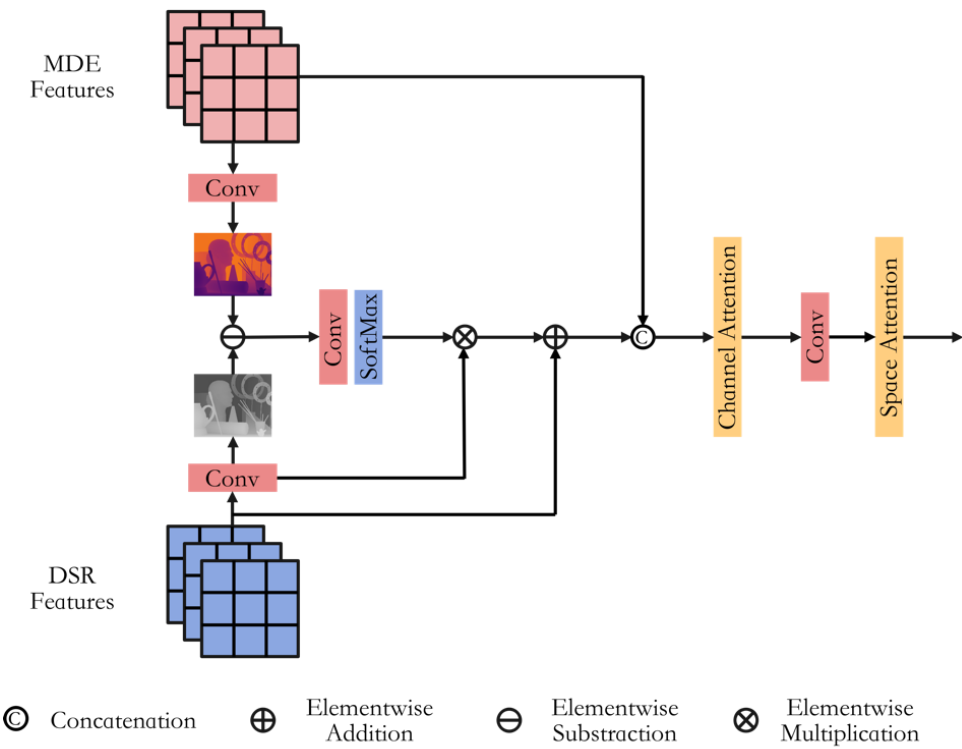 MDE
Features
Conv
Conv
SoftMax
C
Channel Attention
Conv
Space Attention
Conv
DSR
Features
C Concatenation
Elementwise
Addition
Elementwise
Substraction
Elementwise
Multiplication